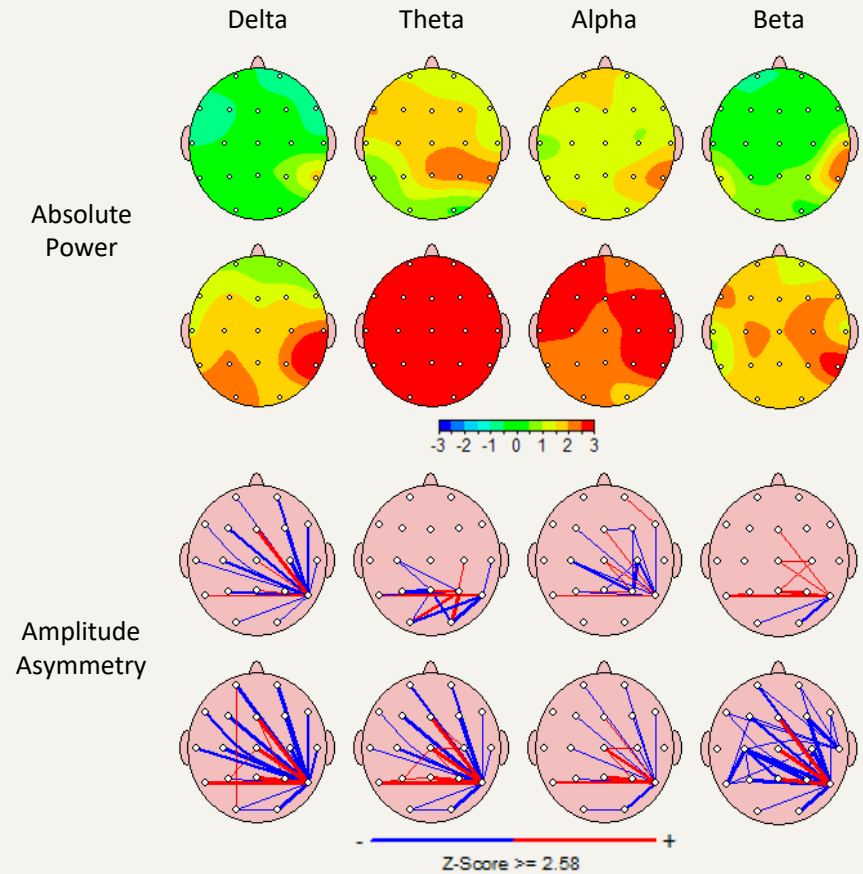 Delta Theta Alpha Beta
Absolute
Power
-3 -2 -1 0 1 2 3
Amplitude
Asymmetry
- +
Z-Score >= 2.58